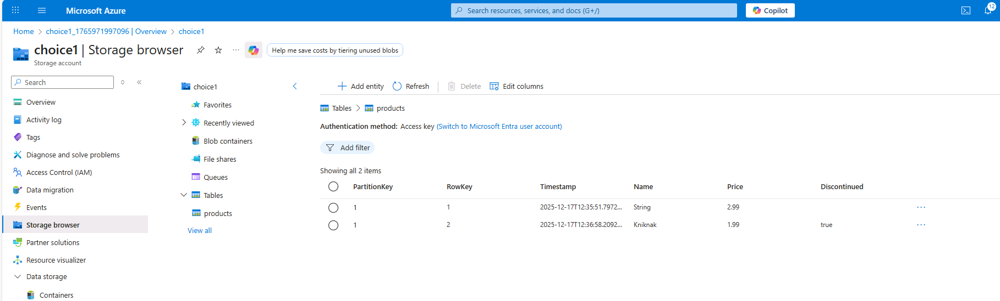 Microsoft Azure
Search resources, services, and docs (G+/)
Copilot
12
Home > choice1_1765971997096 | Overview > choice1
choice1 | Storage browser
Help me save costs by tiering unused blobs
Storage account
Search
Overview
Activity log
Tags
Diagnose and solve problems
Access Control (IAM)
Data migration
Events
Storage browser
Partner solutions
Resource visualizer
Data storage
Containers
choice1
Favorites
Recently viewed
Blob containers
File shares
Queues
Tables
products
View all
Add entity Refresh Delete Edit columns
Tables > products
Authentication method: Access key (Switch to Microsoft Entra user account)
Add filter
Showing all 2 items
PartitionKey RowKey Timestamp Name Price Discontinued
1 1 2025-12-17T12:35:51.7972... String 2.99
1 2 2025-12-17T12:36:58.2092... Kniknak 1.99 true